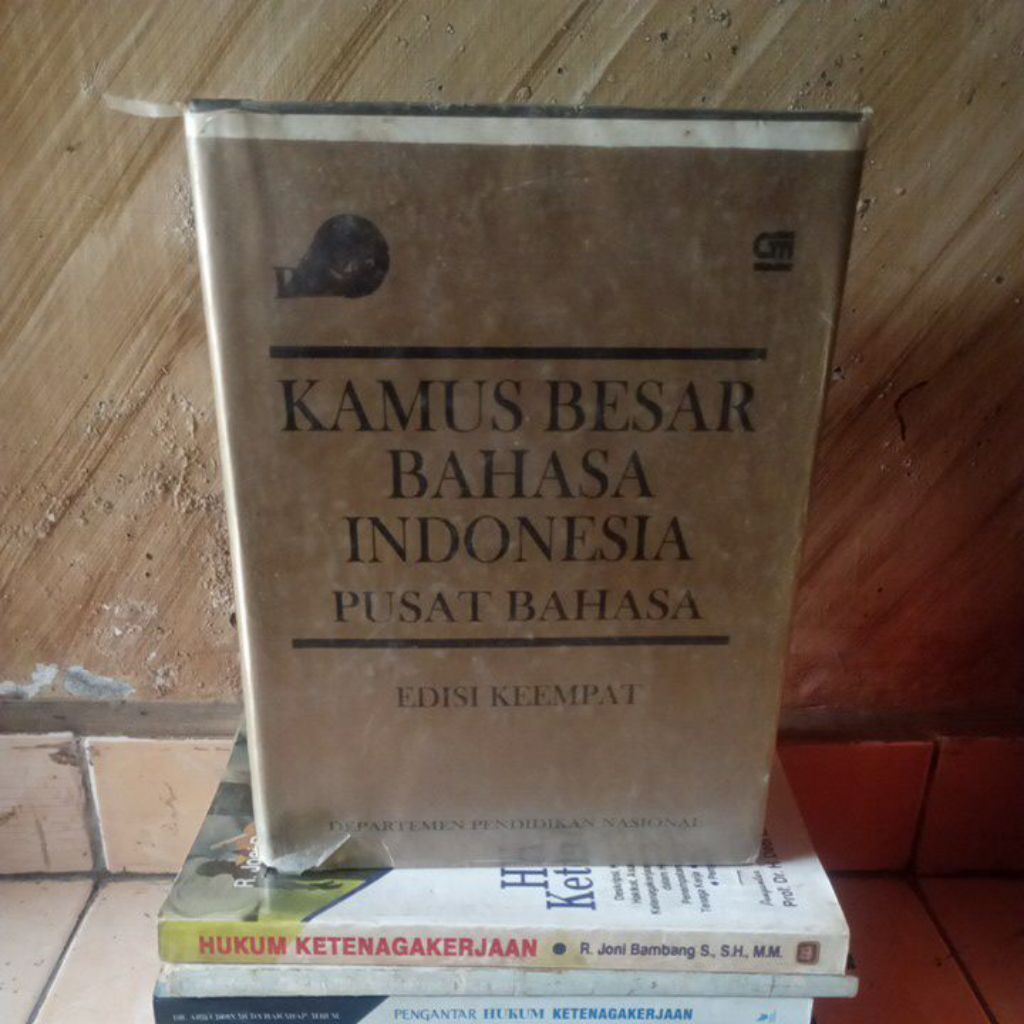 KAMUS BESAR
BAHASA
INDONESIA
PUSAT BAHASA
EDISI KEEMPAT
DEPARTEMEN PENDIDIKAN NASIONAL
HUKUM KETENAGAKERJAAN • R. Joni Bambang S., S.H., M.M.
PENGANTAR HUKUM KETENAGAKERJAAN